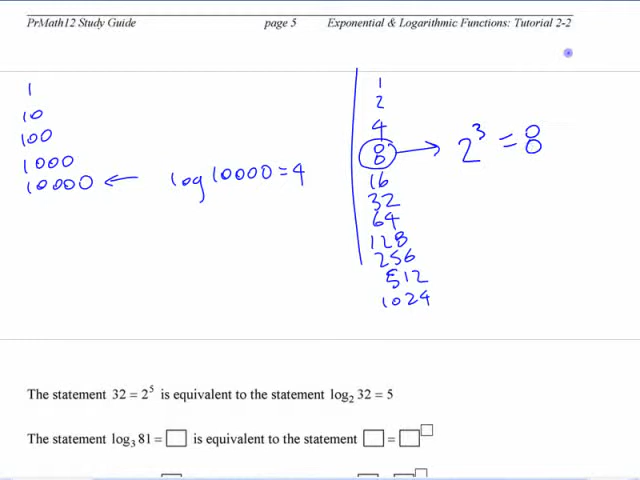 PrMath12 Study Guide page 5 Exponential & Logarithmic Functions: Tutorial 2-2
1
10
100
1000
10000 ← log 10000 = 4
1
2
4
8 → 2³ = 8
16
32
64
128
256
512
1024
The statement 32 = 2⁵ is equivalent to the statement log₂ 32 = 5
The statement log₃ 81 = □ is equivalent to the statement □ = □^□